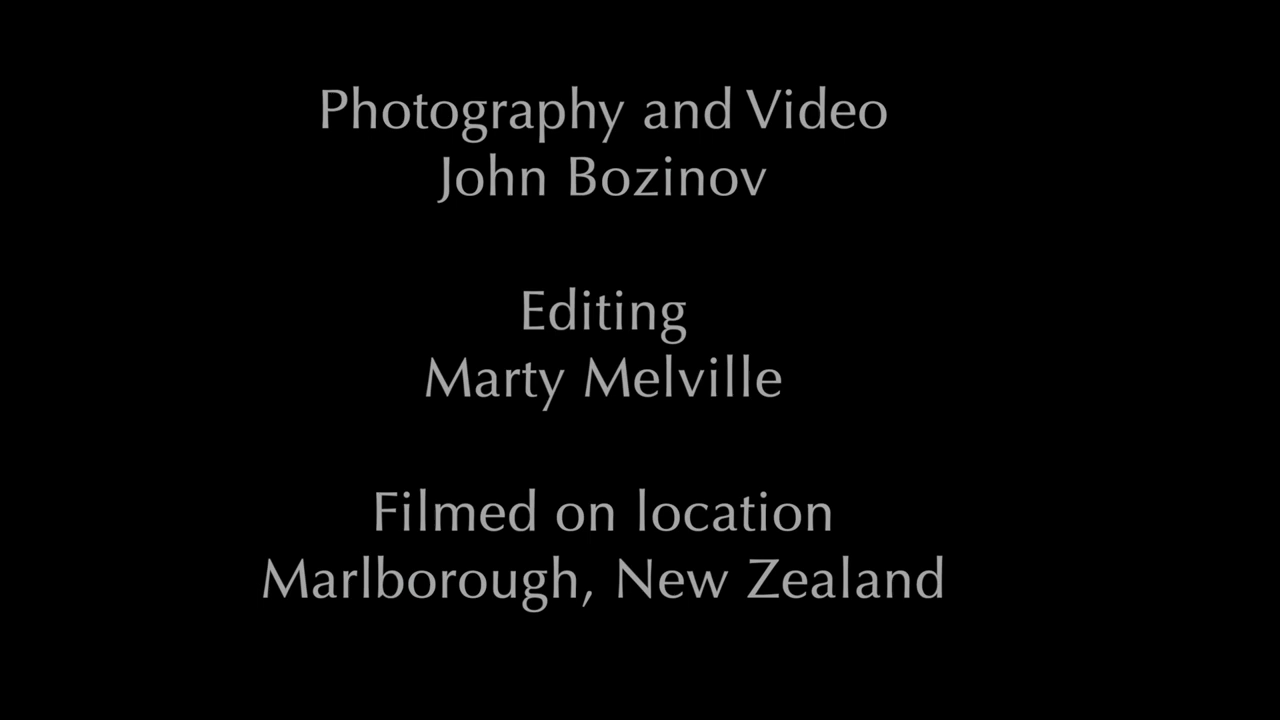 Photography and Video
John Bozinov
Editing
Marty Melville
Filmed on location
Marlborough, New Zealand